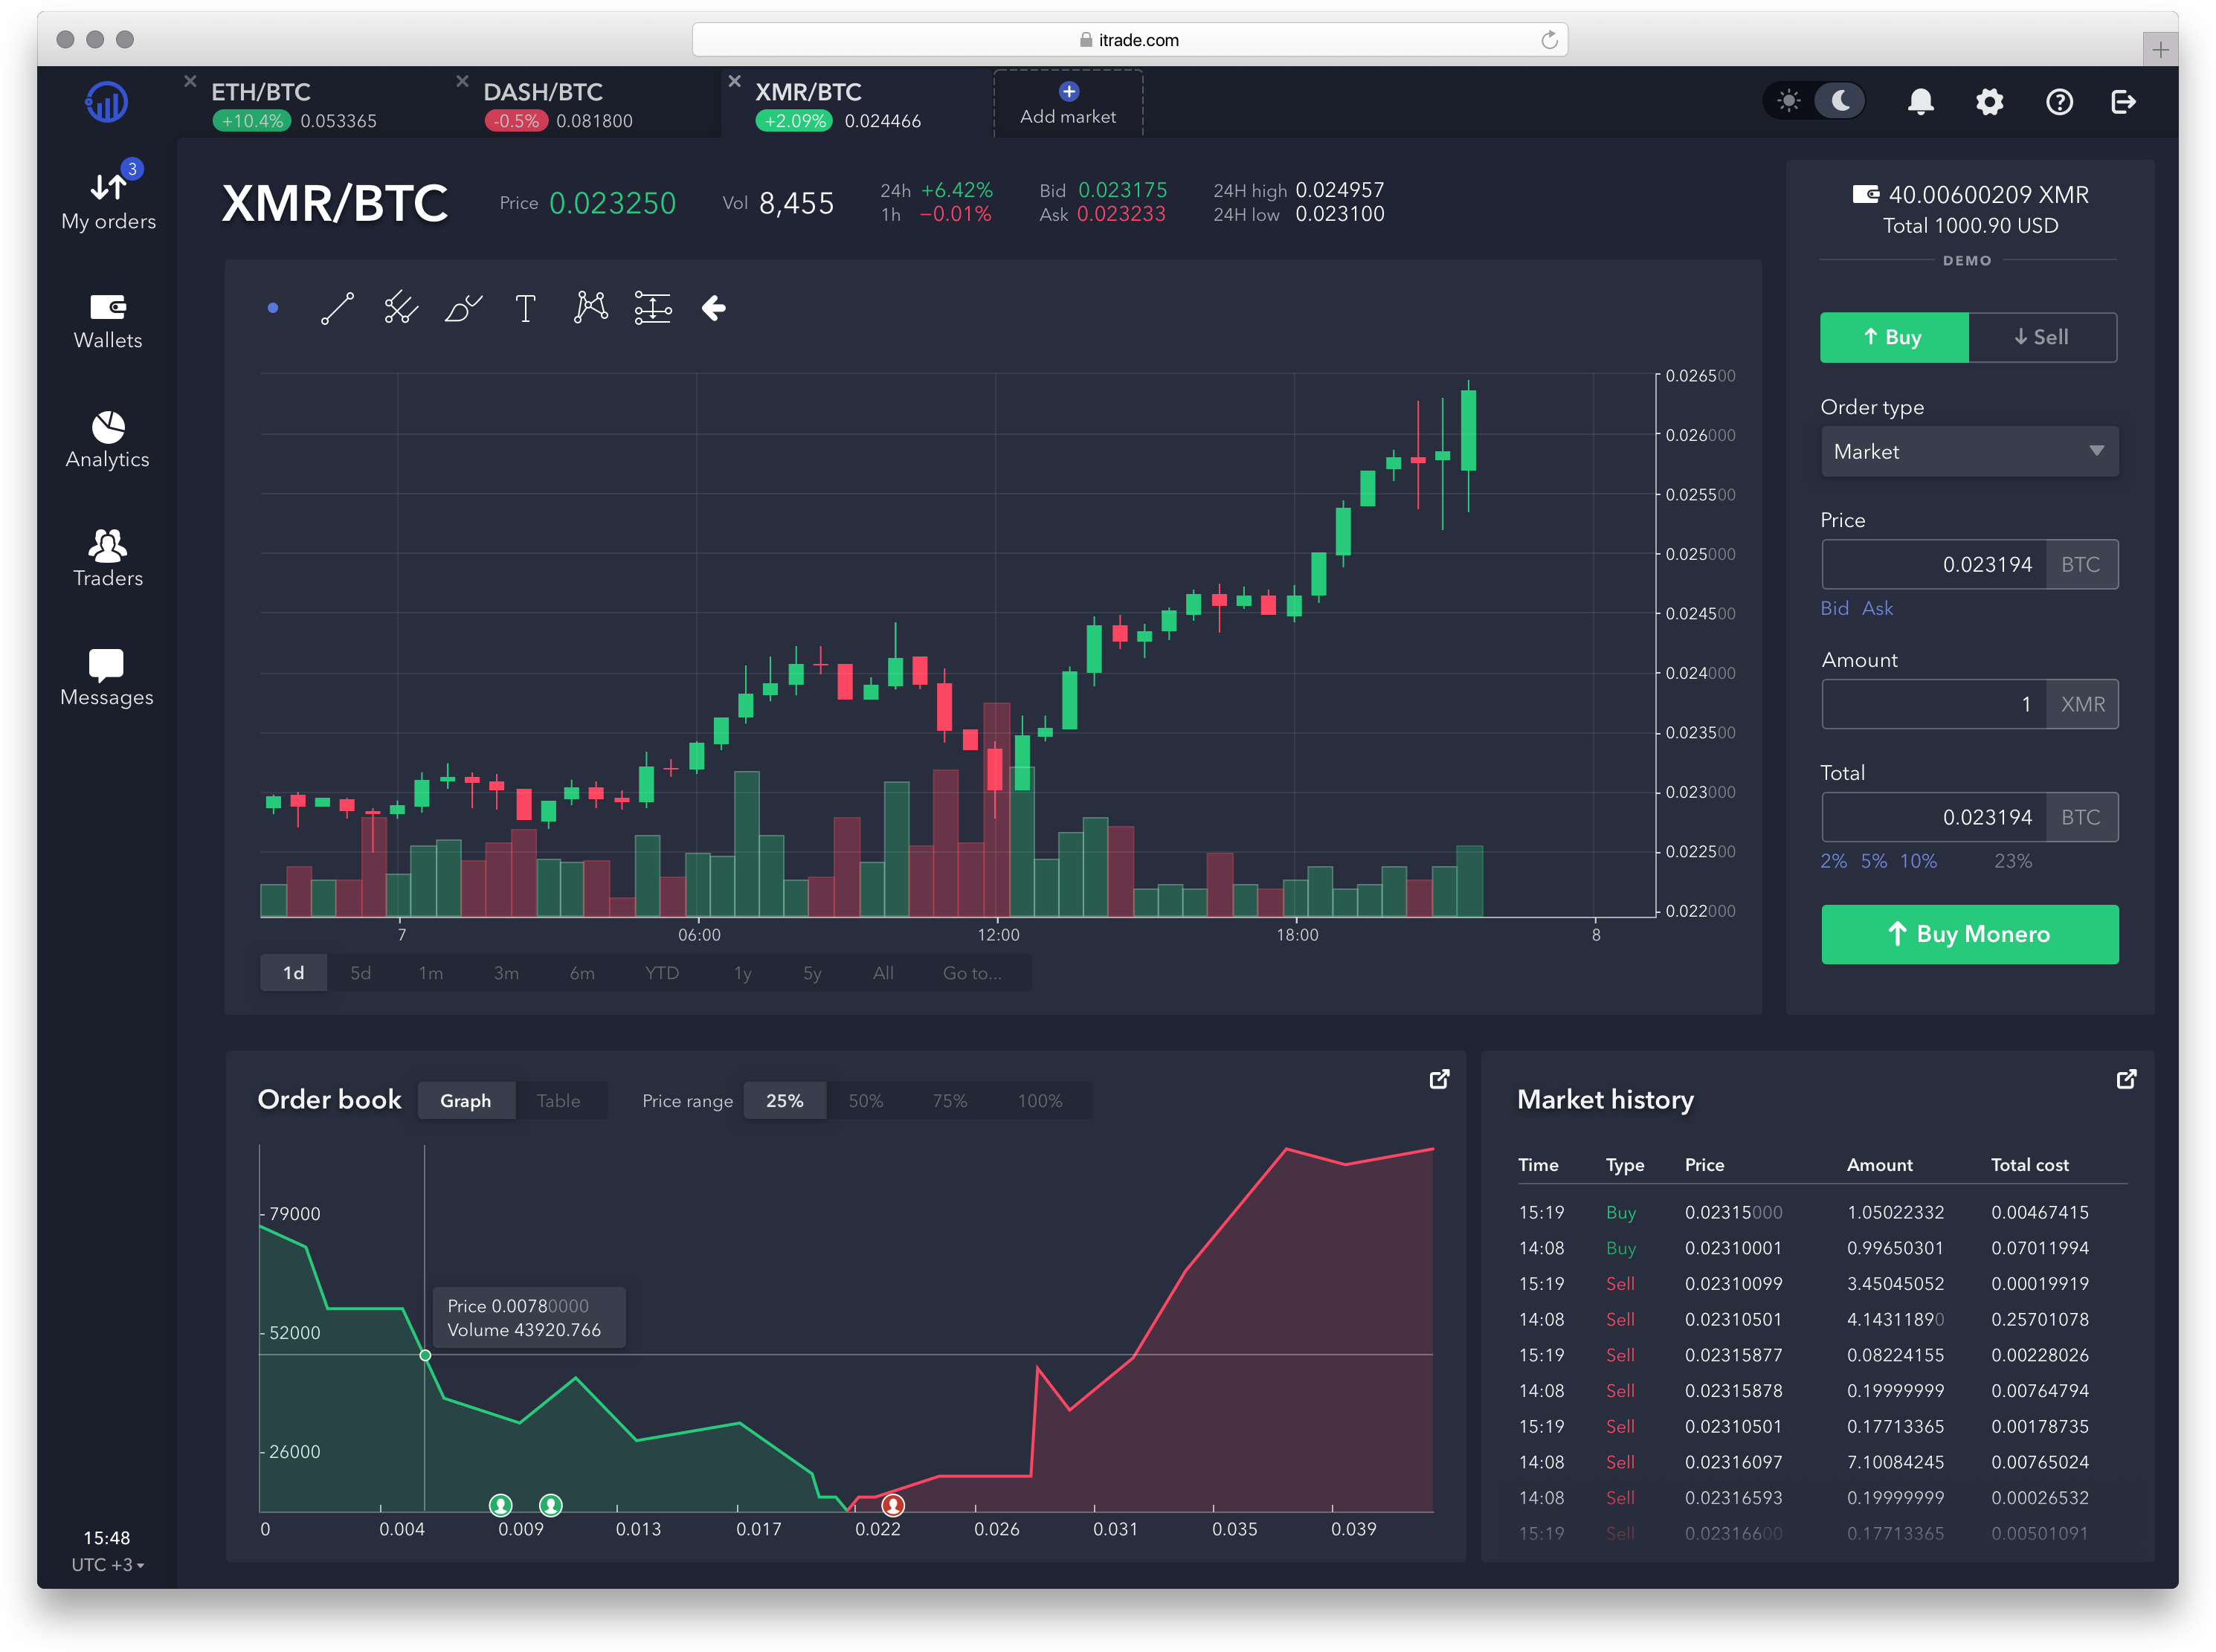 itrade.com
ETH/BTC
+10.4% 0.053365
DASH/BTC
-0.5% 0.081800
XMR/BTC
+2.09% 0.024466
Add market
3
My orders
Wallets
Analytics
Traders
Messages
15:48
UTC +3
XMR/BTC
Price 0.023250
Vol 8,455
24h +6.42%
1h −0.01%
Bid 0.023175
Ask 0.023233
24H high 0.024957
24H low 0.023100
T
0.026500
0.026000
0.025500
0.025000
0.024500
0.024000
0.023500
0.023000
0.022500
0.022000
7 06:00 12:00 18:00 8
1d 5d 1m 3m 6m YTD 1y 5y All Go to...
40.00600209 XMR
Total 1000.90 USD
DEMO
Buy Sell
Order type
Market
Price
0.023194 BTC
Bid Ask
Amount
1 XMR
Total
0.023194 BTC
2% 5% 10% 23%
Buy Monero
Order book Graph Table Price range 25% 50% 75% 100%
79000
52000
26000
Price 0.00780000
Volume 43920.766
0 0.004 0.009 0.013 0.017 0.022 0.026 0.031 0.035 0.039
Market history
Time Type Price Amount Total cost
15:19 Buy 0.02315000 1.05022332 0.00467415
14:08 Buy 0.02310001 0.99650301 0.07011994
15:19 Sell 0.02310099 3.45045052 0.00019919
14:08 Sell 0.02310501 4.14311890 0.25701078
15:19 Sell 0.02315877 0.08224155 0.00228026
14:08 Sell 0.02315878 0.19999999 0.00764794
15:19 Sell 0.02310501 0.17713365 0.00178735
14:08 Sell 0.02316097 7.10084245 0.00765024
14:08 Sell 0.02316593 0.19999999 0.00026532
15:19 Sell 0.02316600 0.17713365 0.00501091